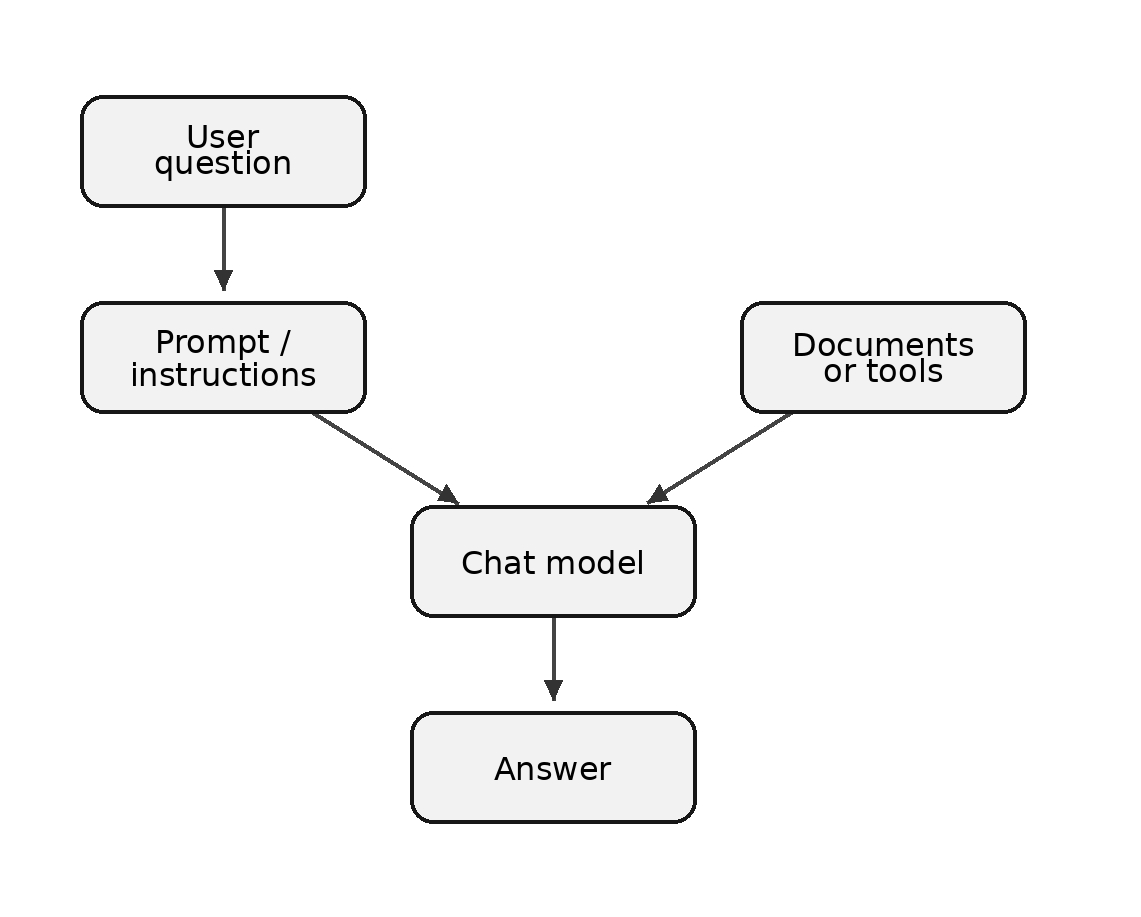 User
question
Prompt /
instructions
Documents
or tools
Chat model
Answer